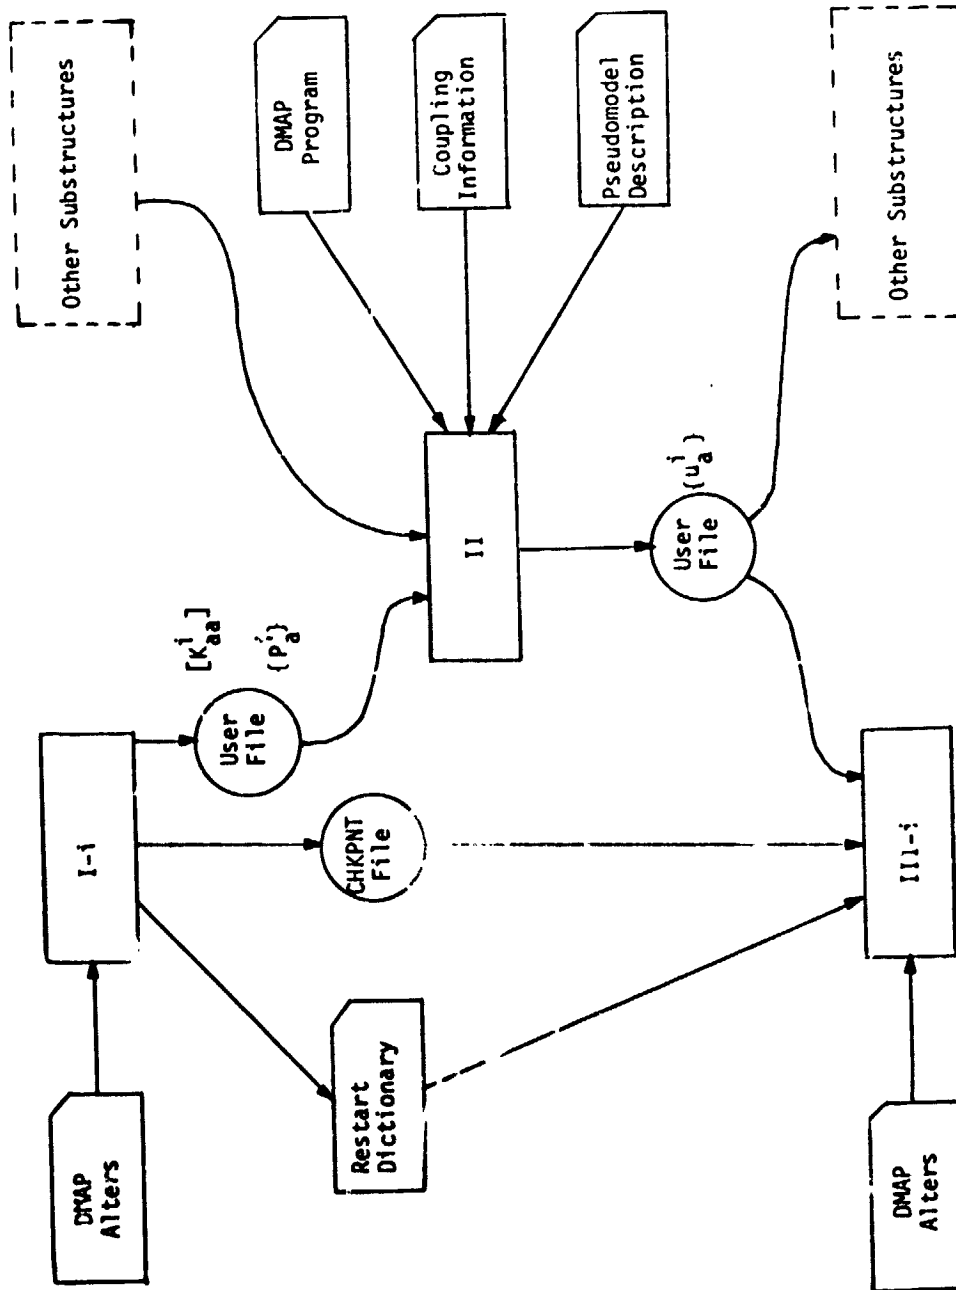 DMAP
Alters
I-i
Other Substructures
User
File
[K^i_aa]
{P^i_a}
CHKPNT
File
Restart
Dictionary
II
DMAP
Program
Coupling
Information
Pseudomodel
Description
User
File
{u^i_a}
DMAP
Alters
III-i
Other Substructures